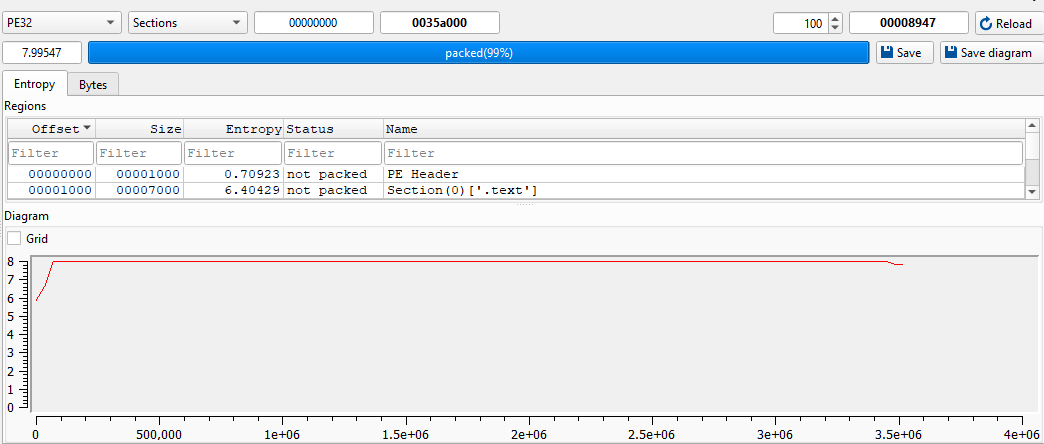 PE32 Sections 00000000 0035a000 100 00008947 Reload
7.99547 packed(99%) Save Save diagram
Entropy Bytes
Regions
Offset Size Entropy Status Name
Filter Filter Filter Filter Filter
00000000 00001000 0.70923 not packed PE Header
00001000 00007000 6.40429 not packed Section(0)['.text']
Diagram
Grid
8
7
6
5
4
3
2
1
0
0 500,000 1e+06 1.5e+06 2e+06 2.5e+06 3e+06 3.5e+06 4e+06